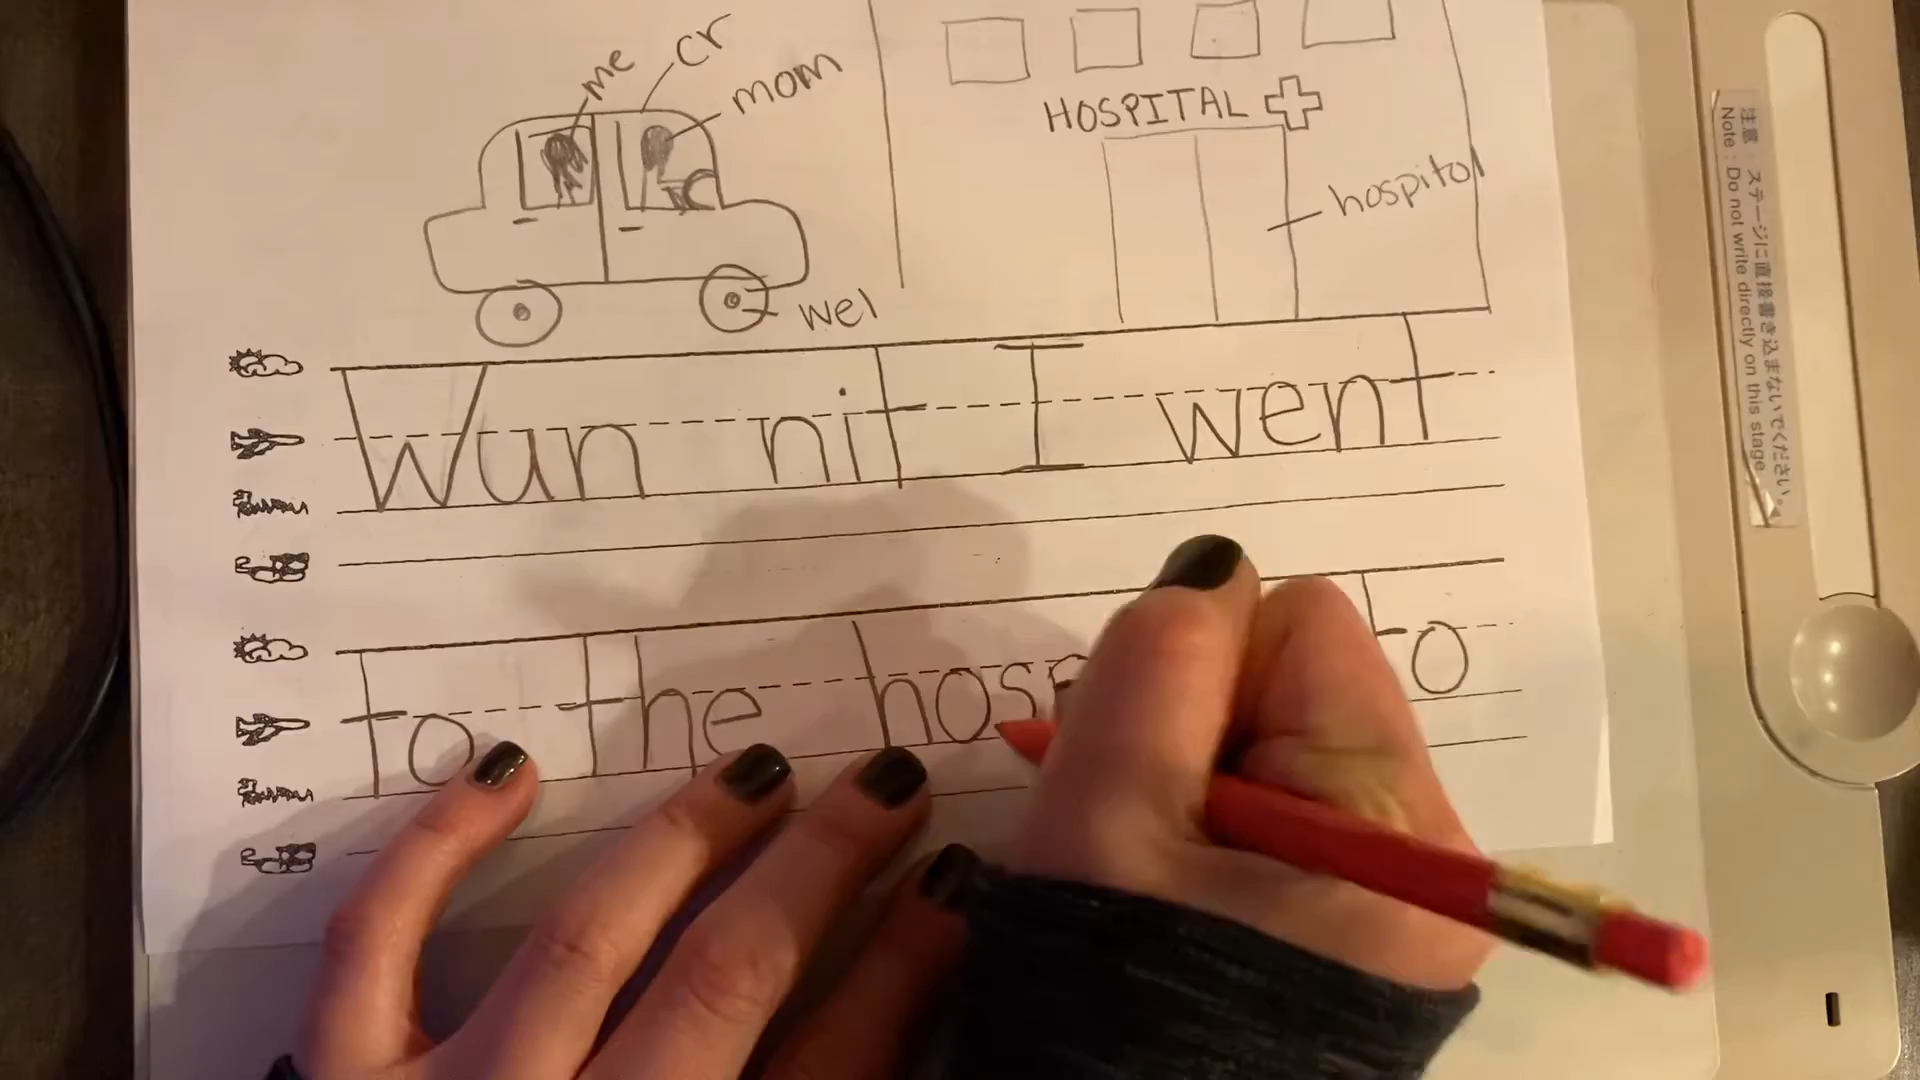 me
cr
mom
HOSPITAL
hospitol
wel
Wun nit I went
to the
注意：ステージに直接書き込まないでください。
Note : Do not write directly on this stage